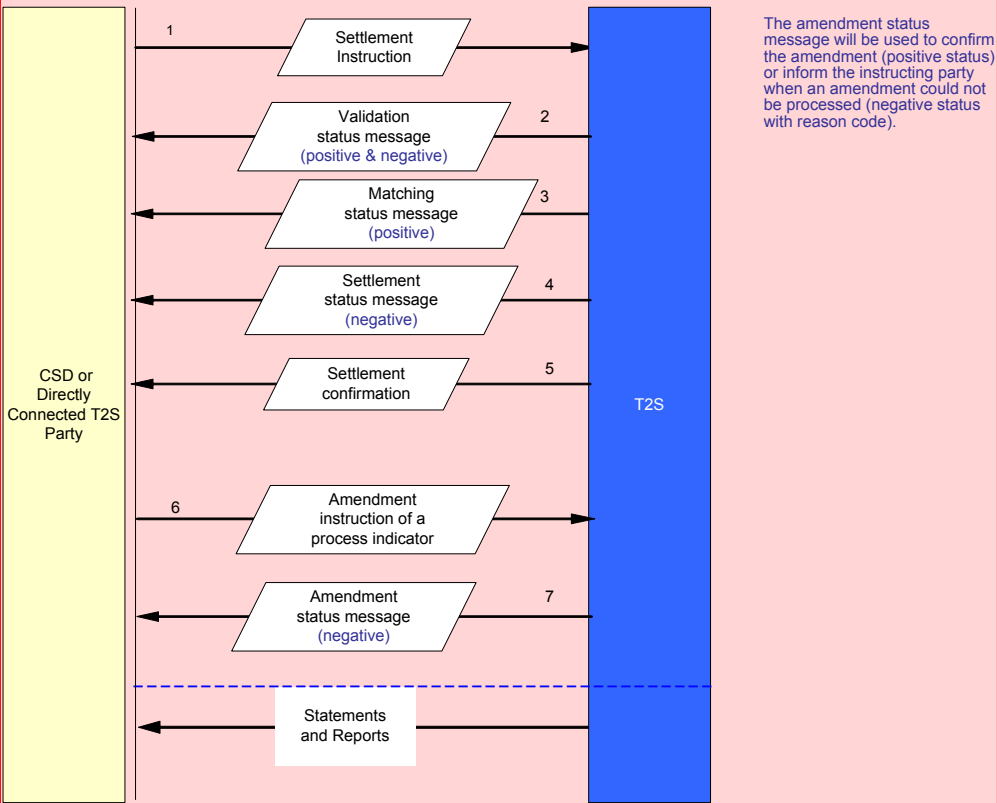 1
Settlement
Instruction
Validation
status message
(positive & negative)
2
Matching
status message
(positive)
3
Settlement
status message
(negative)
4
Settlement
confirmation
5
CSD or
Directly
Connected T2S
Party
T2S
6
Amendment
instruction of a
process indicator
Amendment
status message
(negative)
7
Statements
and Reports
The amendment status
message will be used to confirm
the amendment (positive status)
or inform the instructing party
when an amendment could not
be processed (negative status
with reason code).